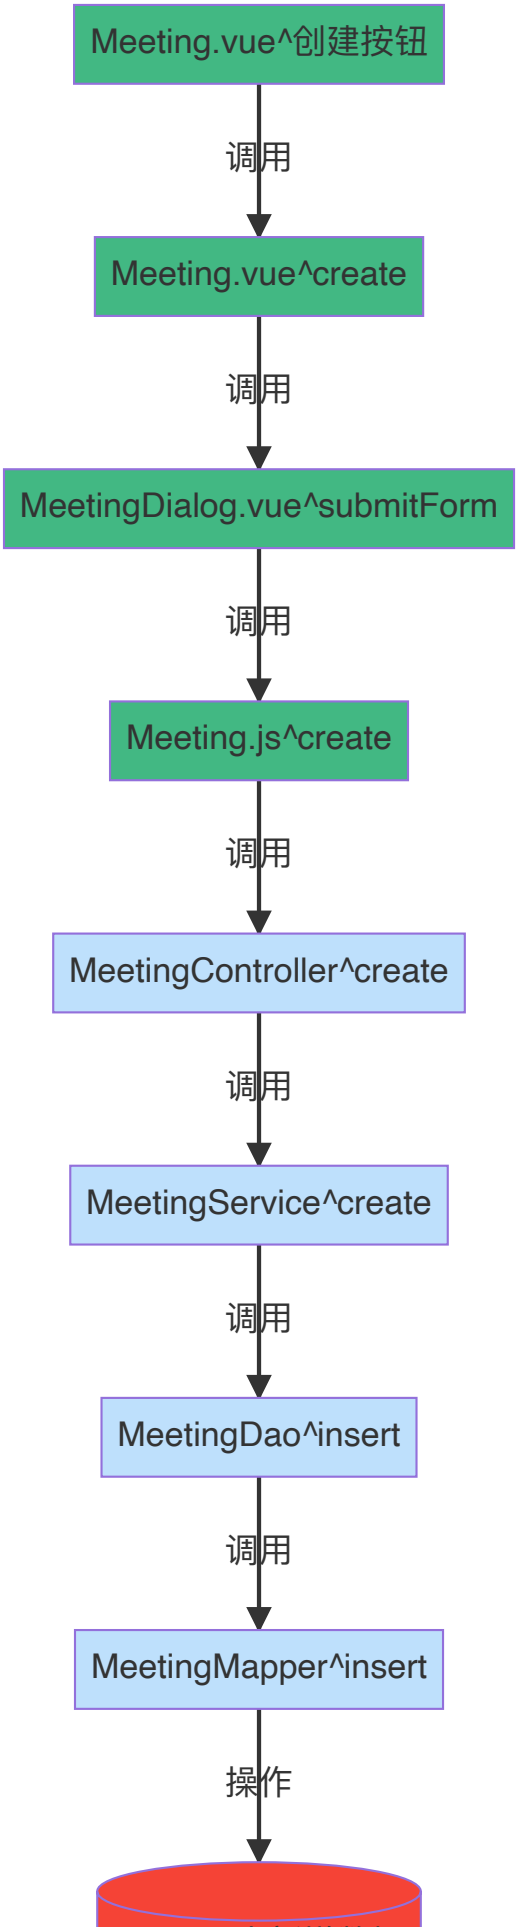 Meeting.vue^创建按钮
调用
Meeting.vue^create
调用
MeetingDialog.vue^submitForm
调用
Meeting.js^create
调用
MeetingController^create
调用
MeetingService^create
调用
MeetingDao^insert
调用
MeetingMapper^insert
操作